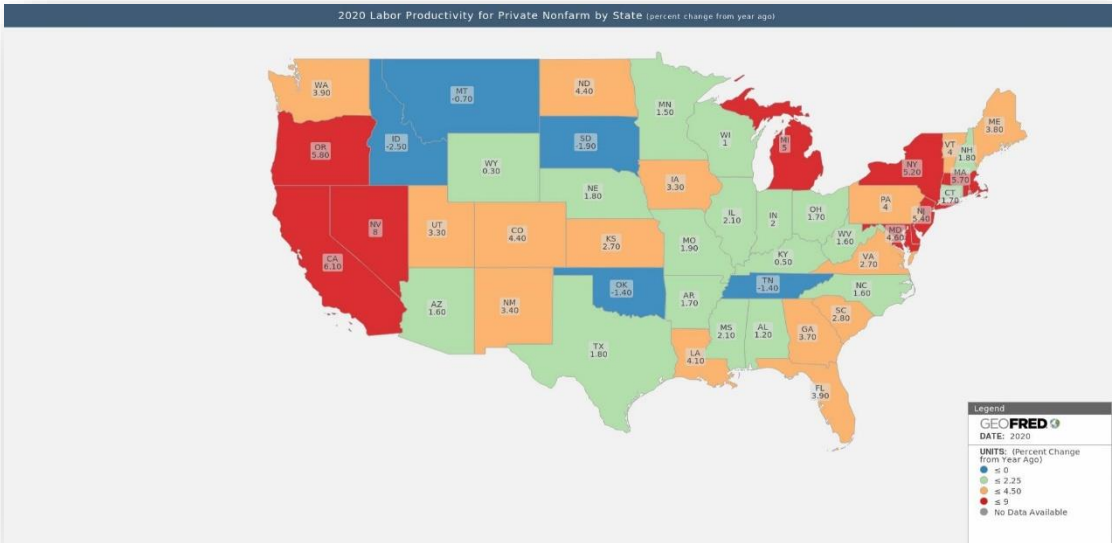 2020 Labor Productivity for Private Nonfarm by State (percent change from year ago)
WA
3.90
MT
-0.70
ND
4.40
MN
1.50
OR
5.80
ID
-2.50
SD
-1.90
WI
1
MI
5
WY
0.30
NE
1.80
IA
3.30
NY
5.20
VT
4
NH
1.80
ME
3.80
MA
5.70
CT
1.70
NV
8
UT
3.30
CO
4.40
KS
2.70
MO
1.90
IL
2.10
IN
2
OH
1.70
PA
4
NJ
5.40
MD
4.60
WV
1.60
VA
2.70
KY
0.50
CA
6.10
AZ
1.60
NM
3.40
OK
-1.40
AR
1.70
TN
-1.40
NC
1.60
SC
2.80
TX
1.80
LA
4.10
MS
2.10
AL
1.20
GA
3.70
FL
3.90
Legend
GEOFRED
DATE: 2020
UNITS: (Percent Change
from Year Ago)
≤ 0
≤ 2.25
≤ 4.50
≤ 9
No Data Available